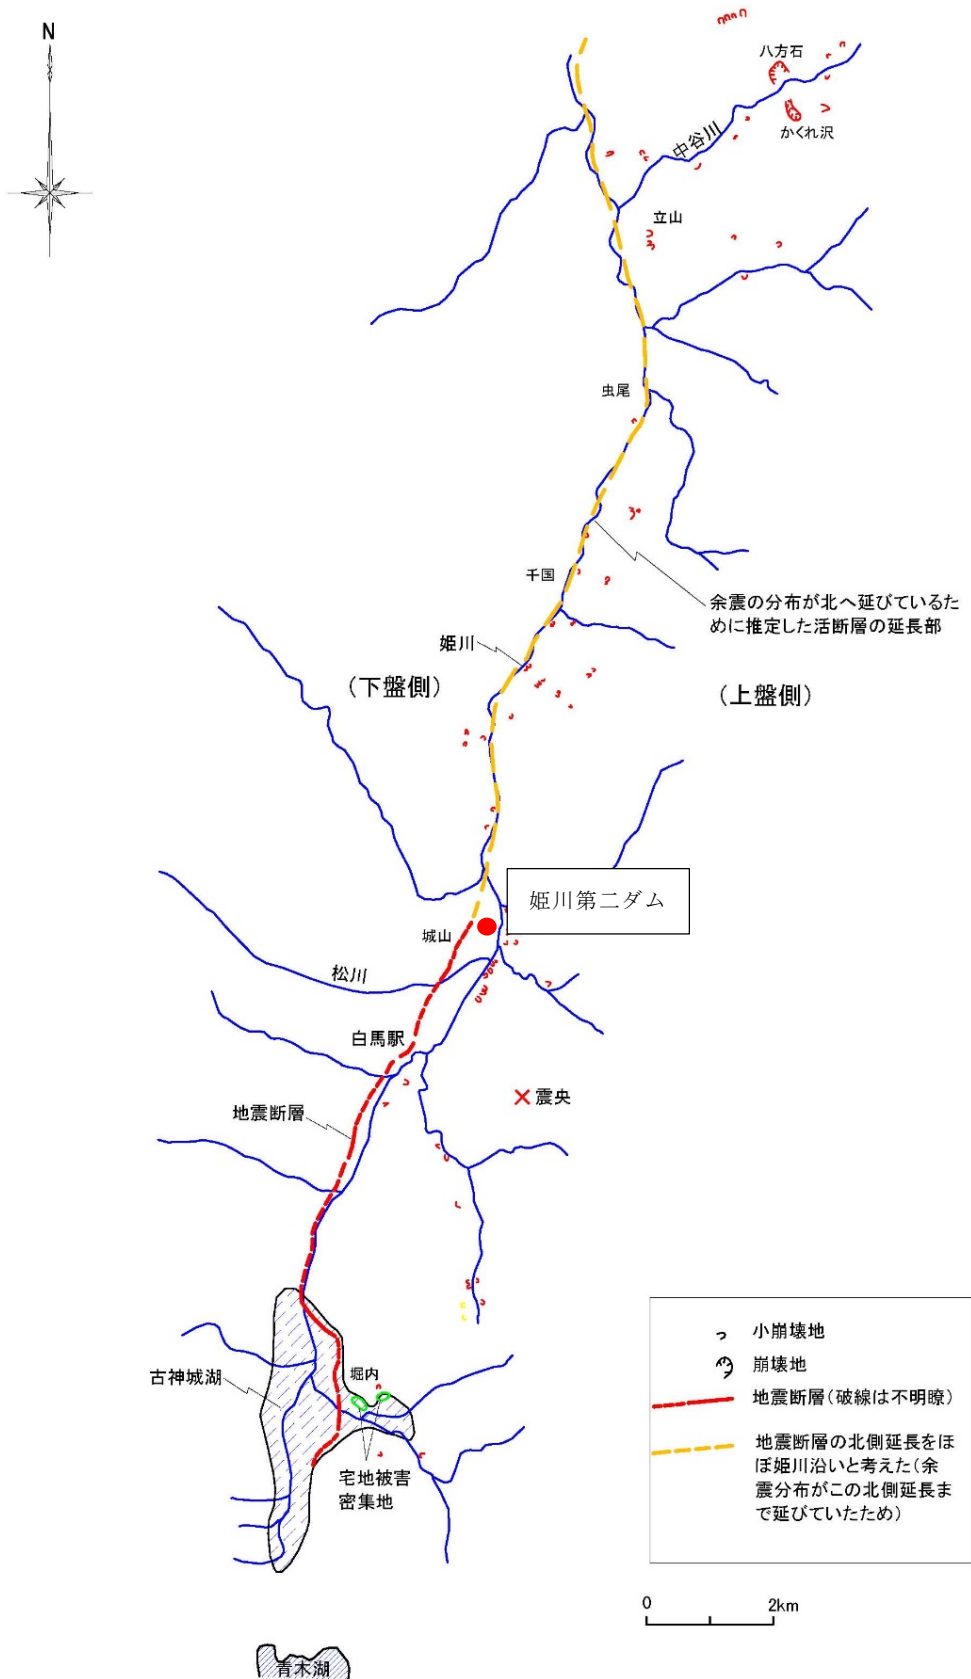 N
八方石
中谷川
かくれ沢
立山
虫尾
千国
余震の分布が北へ延びているた
めに推定した活断層の延長部
姫川
(下盤側)
(上盤側)
姫川第二ダム
城山
松川
白馬駅
震央
地震断層
古神城湖
堀内
宅地被害
密集地
小崩壊地
崩壊地
地震断層(破線は不明瞭)
地震断層の北側延長をほ
ぼ姫川沿いと考えた(余
震分布がこの北側延長ま
で延びていたため)
0 2km
青木湖